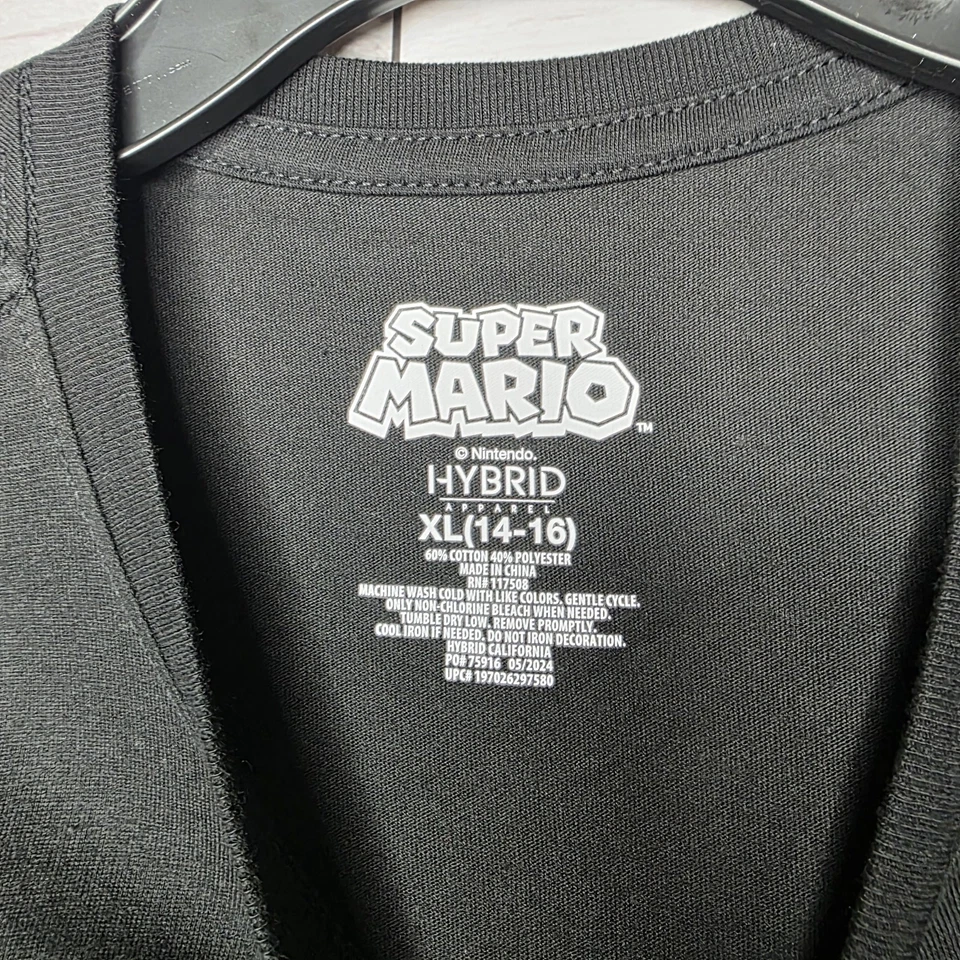 SUPER
MARIO™
© Nintendo.
HYBRID
APPAREL
XL(14-16)
60% COTTON 40% POLYESTER
MADE IN CHINA
RN# 117508
MACHINE WASH COLD WITH LIKE COLORS. GENTLE CYCLE.
ONLY NON-CHLORINE BLEACH WHEN NEEDED.
TUMBLE DRY LOW. REMOVE PROMPTLY.
COOL IRON IF NEEDED. DO NOT IRON DECORATION.
HYBRID CALIFORNIA
PO# 75916 05/2024
UPC# 197026297580